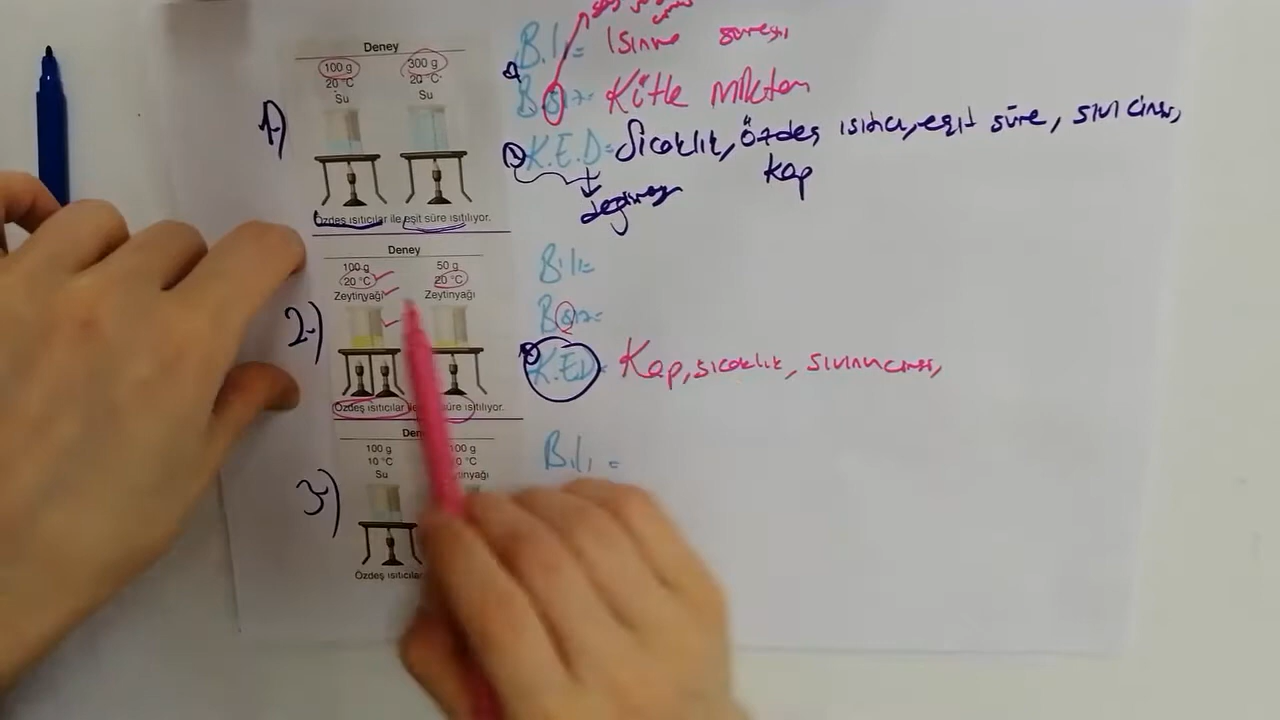 Deney
100 g
300 g
20 °C
20 °C
Su
Su
Özdeş ısıtıcılar ile eşit süre ısıtılıyor.
1-)
B.İ.= Isınma süresi
Kütle Miktarı
K.E.D= Sıcaklık, özdeş ısıtıcı, eşit süre, sıvı cinsi,
kap
Deney
100 g
50 g
20 °C
20 °C
Zeytinyağı
Zeytinyağı
Özdeş ısıtıcılar süre ısıtılıyor.
2-)
K.E.D= Kap, sıcaklık, sıvının cinsi,
100 g
10 °C
Su
Özdeş ısıtıcılar
3-)